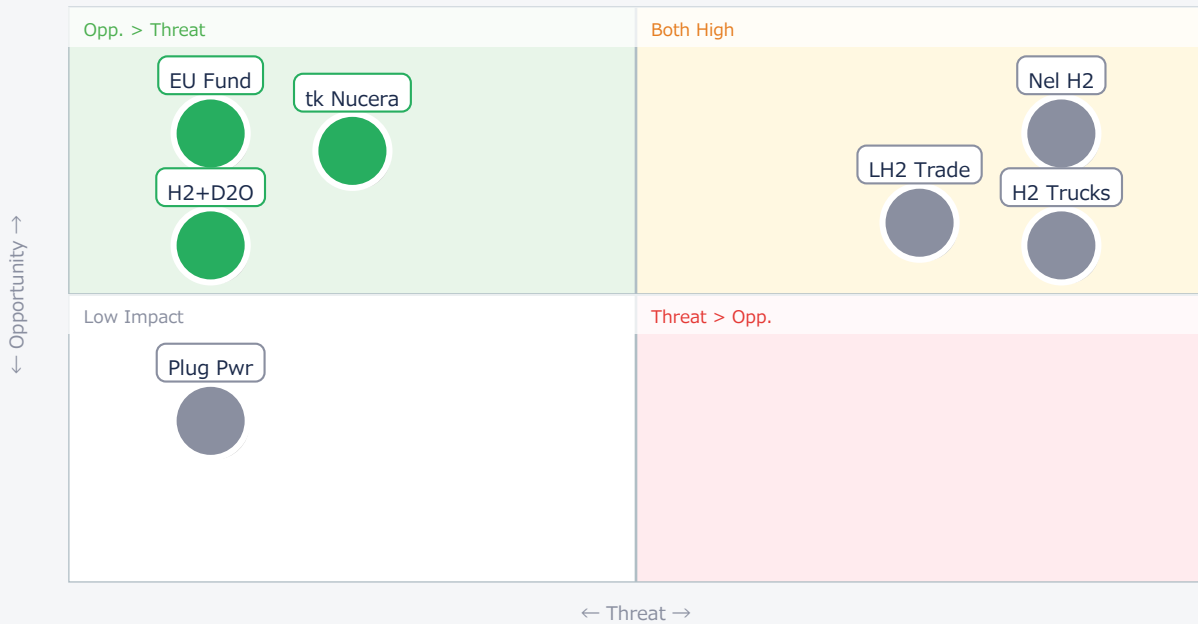 Opp. > Threat
Both High
EU Fund
tk Nucera
Nel H2
LH2 Trade
H2+D2O
H2 Trucks
Low Impact
Threat > Opp.
Plug Pwr
← Opportunity →
← Threat →